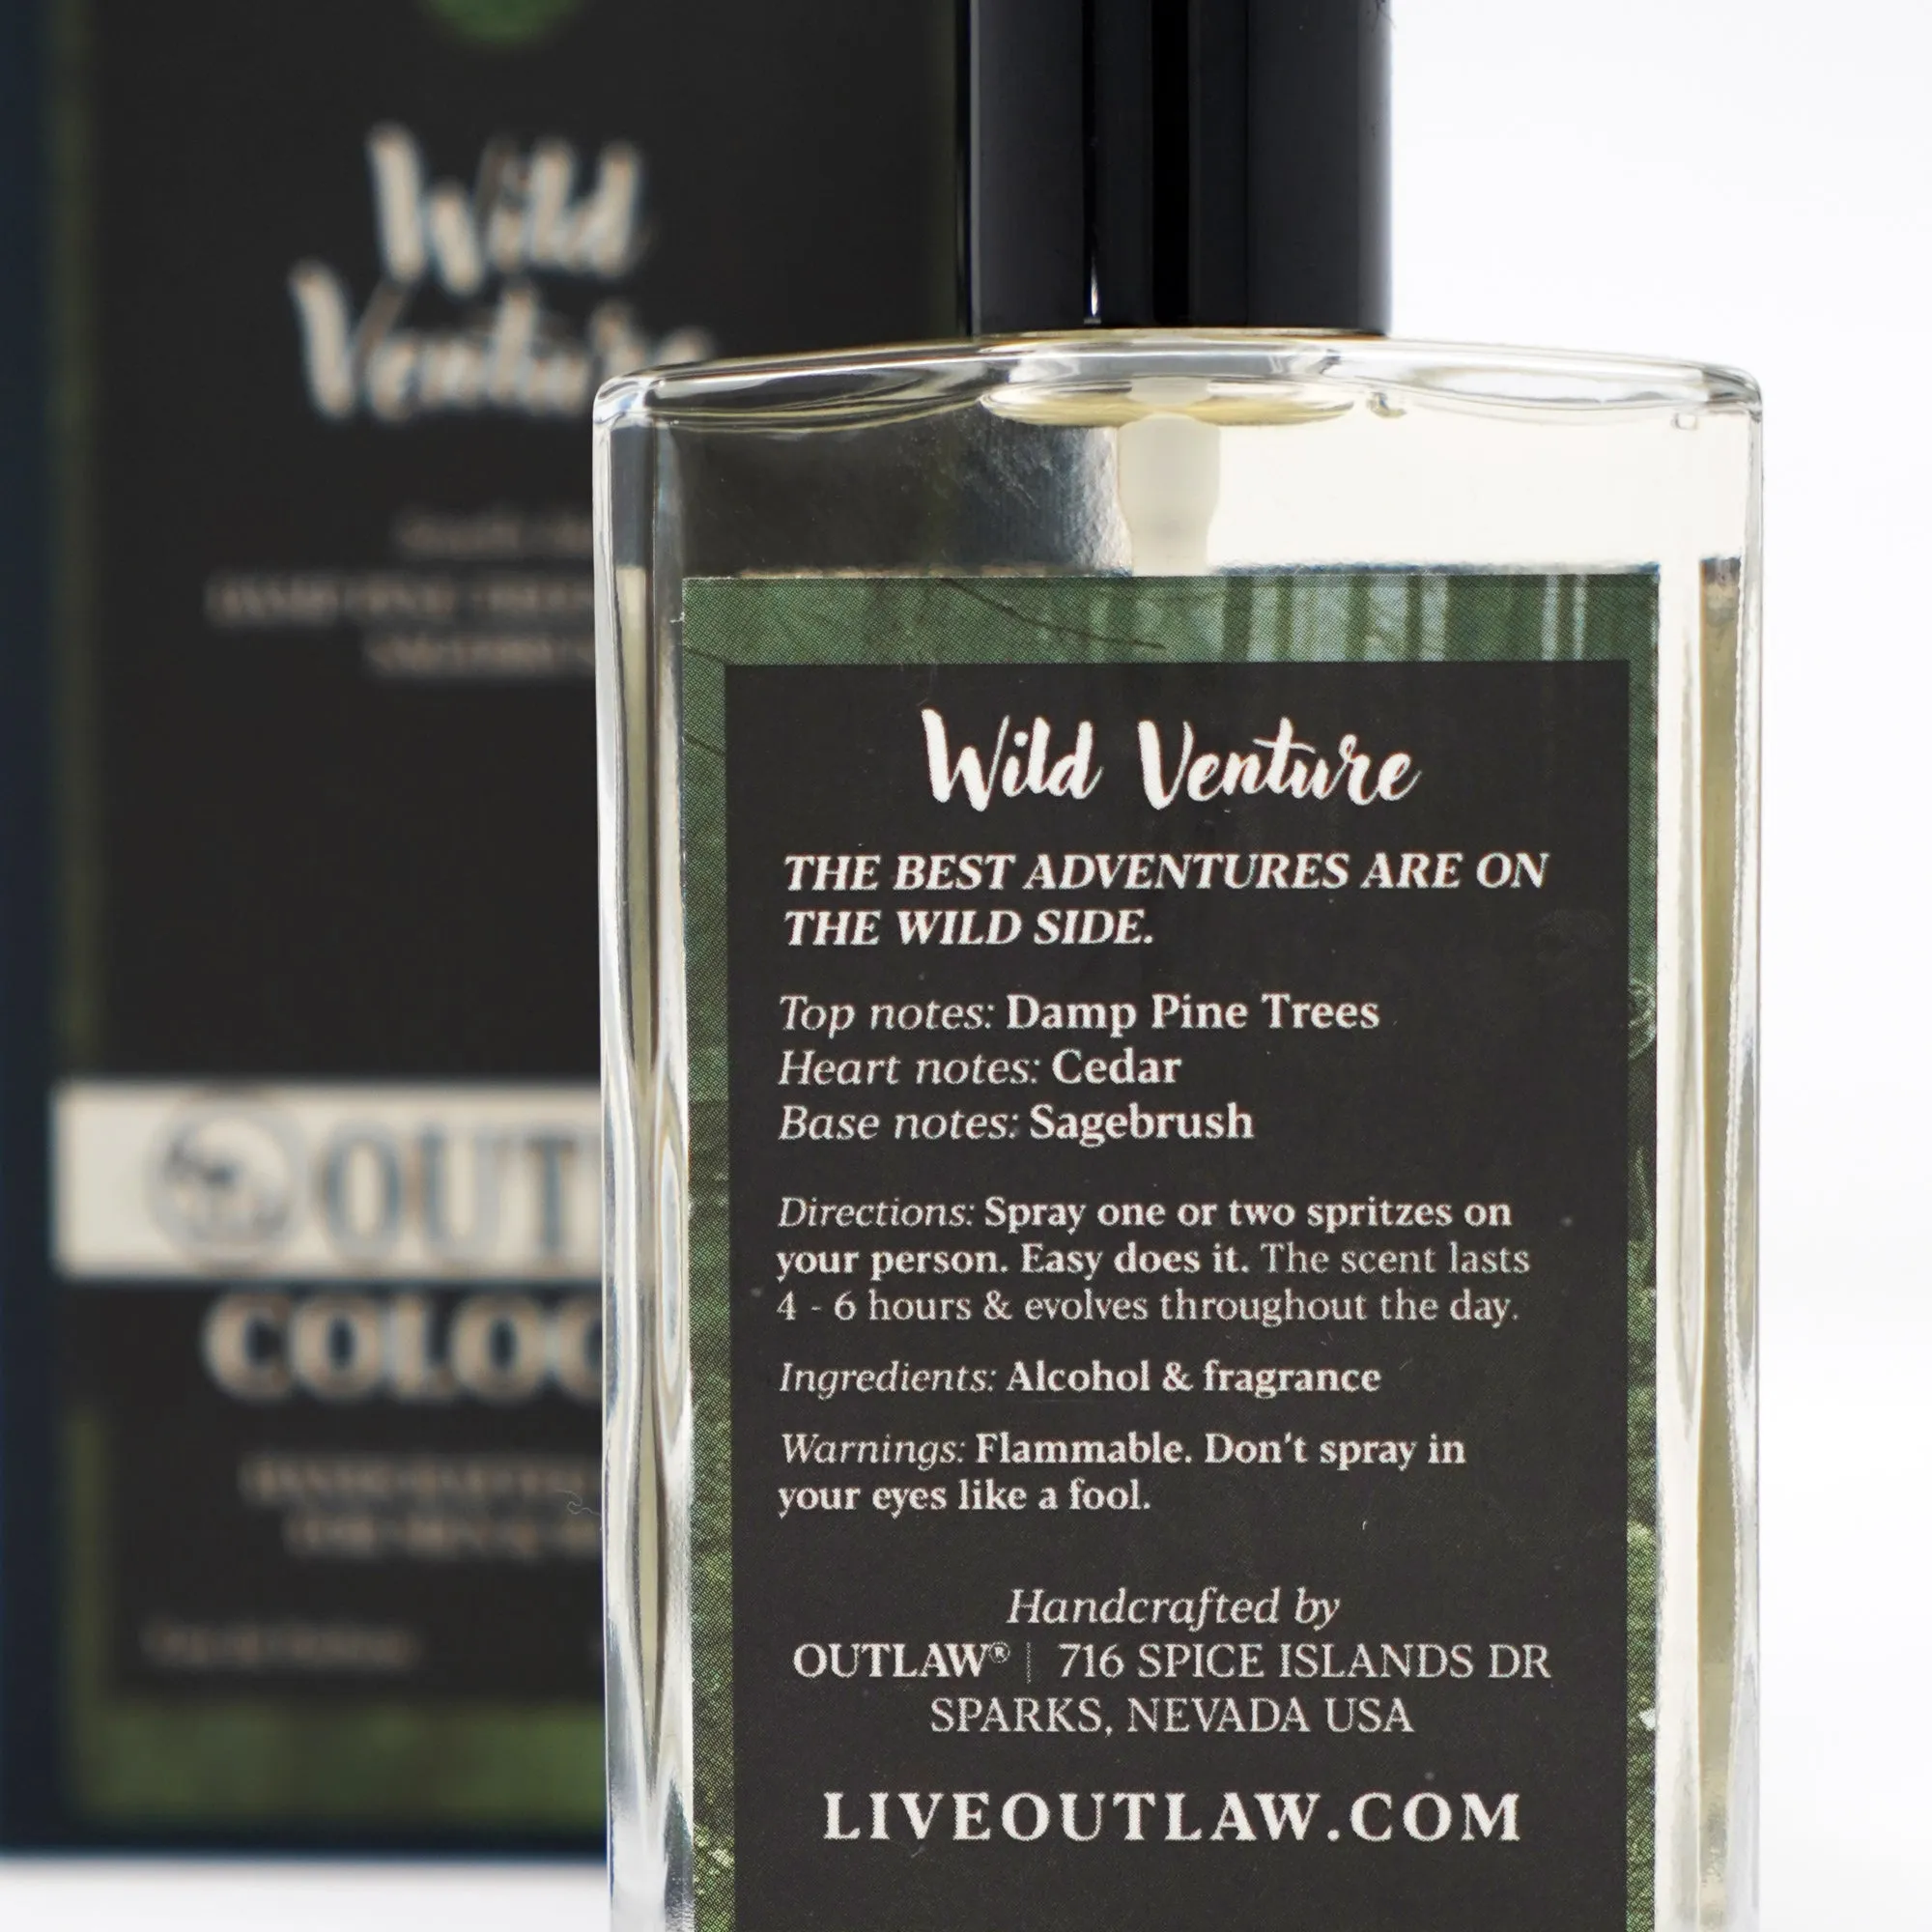 Wild
Venture
OUT
COLOG
Wild Venture
THE BEST ADVENTURES ARE ON
THE WILD SIDE.
Top notes: Damp Pine Trees
Heart notes: Cedar
Base notes: Sagebrush
Directions: Spray one or two spritzes on
your person. Easy does it. The scent lasts
4 - 6 hours & evolves throughout the day.
Ingredients: Alcohol & fragrance
Warnings: Flammable. Don't spray in
your eyes like a fool.
Handcrafted by
OUTLAW® | 716 SPICE ISLANDS DR
SPARKS, NEVADA USA
LIVEOUTLAW.COM